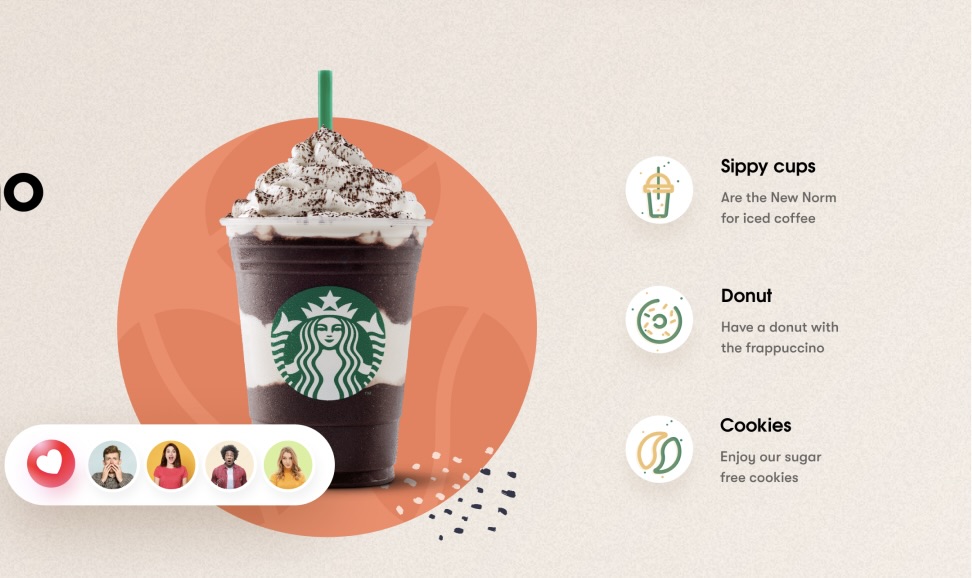 Sippy cups
Are the New Norm
for iced coffee
Donut
Have a donut with
the frappuccino
Cookies
Enjoy our sugar
free cookies